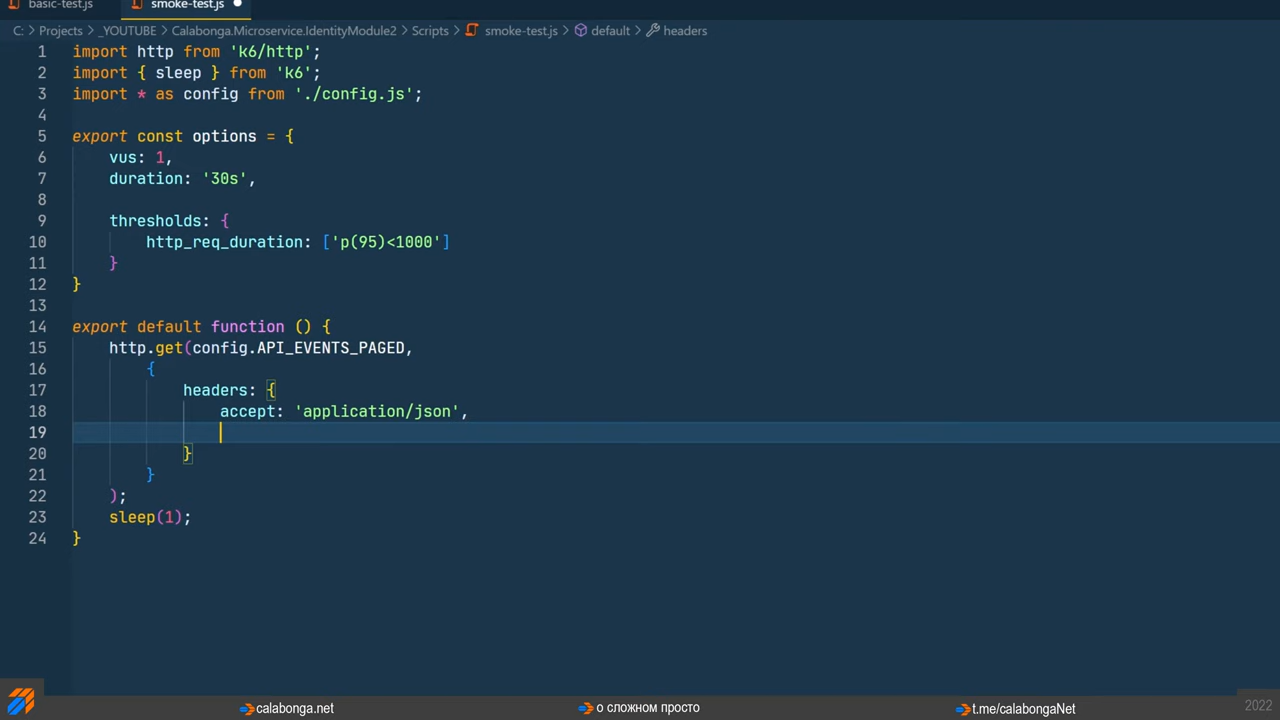 basic-test.js smoke-test.js
C: > Projects > _YOUTUBE > Calabonga.Microservice.IdentityModule2 > Scripts > smoke-test.js > default > headers
1 import http from 'k6/http';
2 import { sleep } from 'k6';
3 import * as config from './config.js';
4
5 export const options = {
6 vus: 1,
7 duration: '30s',
8
9 thresholds: {
10 http_req_duration: ['p(95)<1000']
11 }
12 }
13
14 export default function () {
15 http.get(config.API_EVENTS_PAGED,
16 {
17 headers: {
18 accept: 'application/json',
19
20 }
21 }
22 );
23 sleep(1);
24 }
calabonga.net о сложном просто t.me/calabongaNet 2022